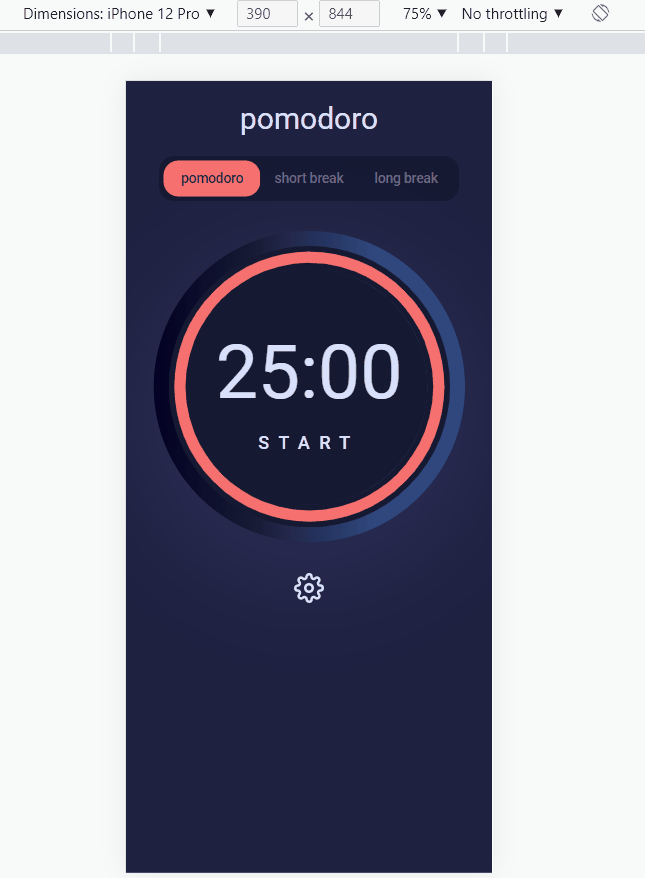 Dimensions: iPhone 12 Pro ▼ 390 × 844 75% ▼ No throttling ▼
pomodoro
pomodoro short break long break
25:00
START